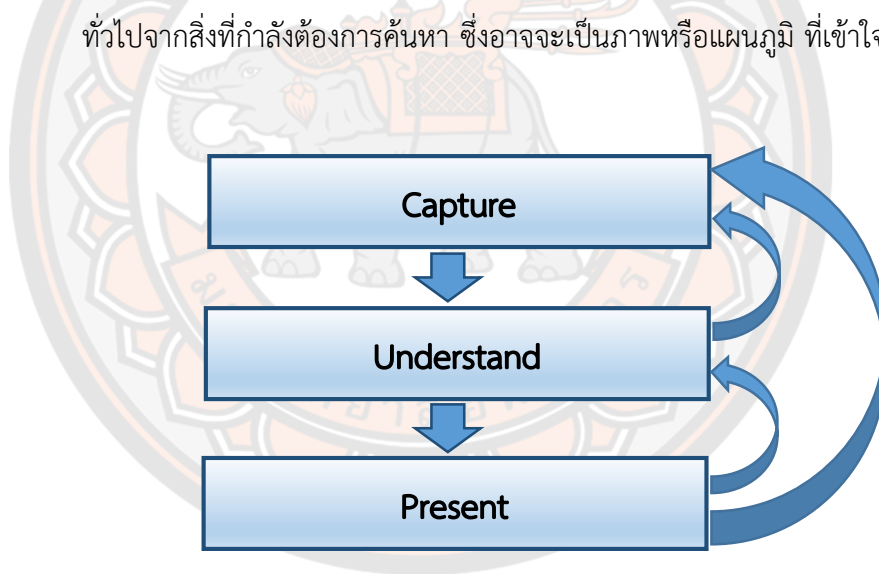 ทั่วไปจากสิ่งที่กำลังต้องการค้นหา ซึ่งอาจจะเป็นภาพหรือแผนภูมิ ที่เข้าใจ
Capture
Understand
Present